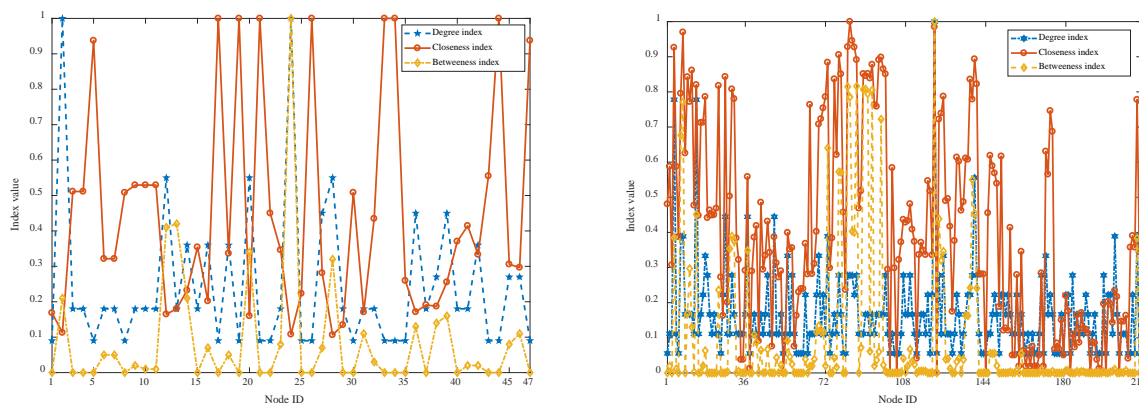 1
0.9
0.8
0.7
0.6
0.5
0.4
0.3
0.2
0.1
0
Index value
1 5 10 15 20 25 30 35 40 45 47
Node ID
Degree index
Closeness index
Betweeness index
1
0.9
0.8
0.7
0.6
0.5
0.4
0.3
0.2
0.1
0
Index value
1 36 72 108 144 180
Node ID
Degree index
Closeness index
Betweeness index